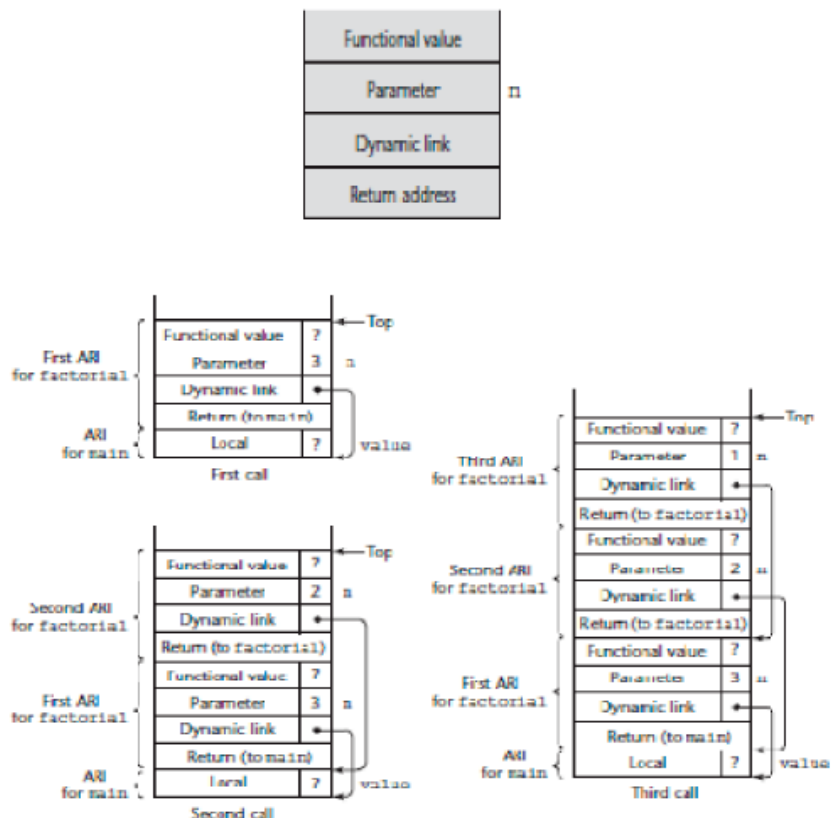 Functional value
Parameter n
Dynamic link
Return address
Top
Functional value ?
First ARI
for factorial
Parameter 3 n
Dynamic link
Return (to main)
ARI
for main
Local ? value
First call
Top
Functional value ?
Parameter 2 n
Second ARI
for factorial
Dynamic link
Return (to factorial)
Functional value ?
First ARI
for factorial
Parameter 3 n
Dynamic link
Return (to main)
ARI
for main
Local ? value
Second call
Top
Functional value ?
Third ARI
for factorial
Parameter 1 n
Dynamic link
Return (to factorial)
Functional value ?
Second ARI
for factorial
Parameter 2 n
Dynamic link
Return (to factorial)
Functional value ?
First ARI
for factorial
Parameter 3 n
Dynamic link
Return (to main)
ARI
for main
Local ? value
Third call